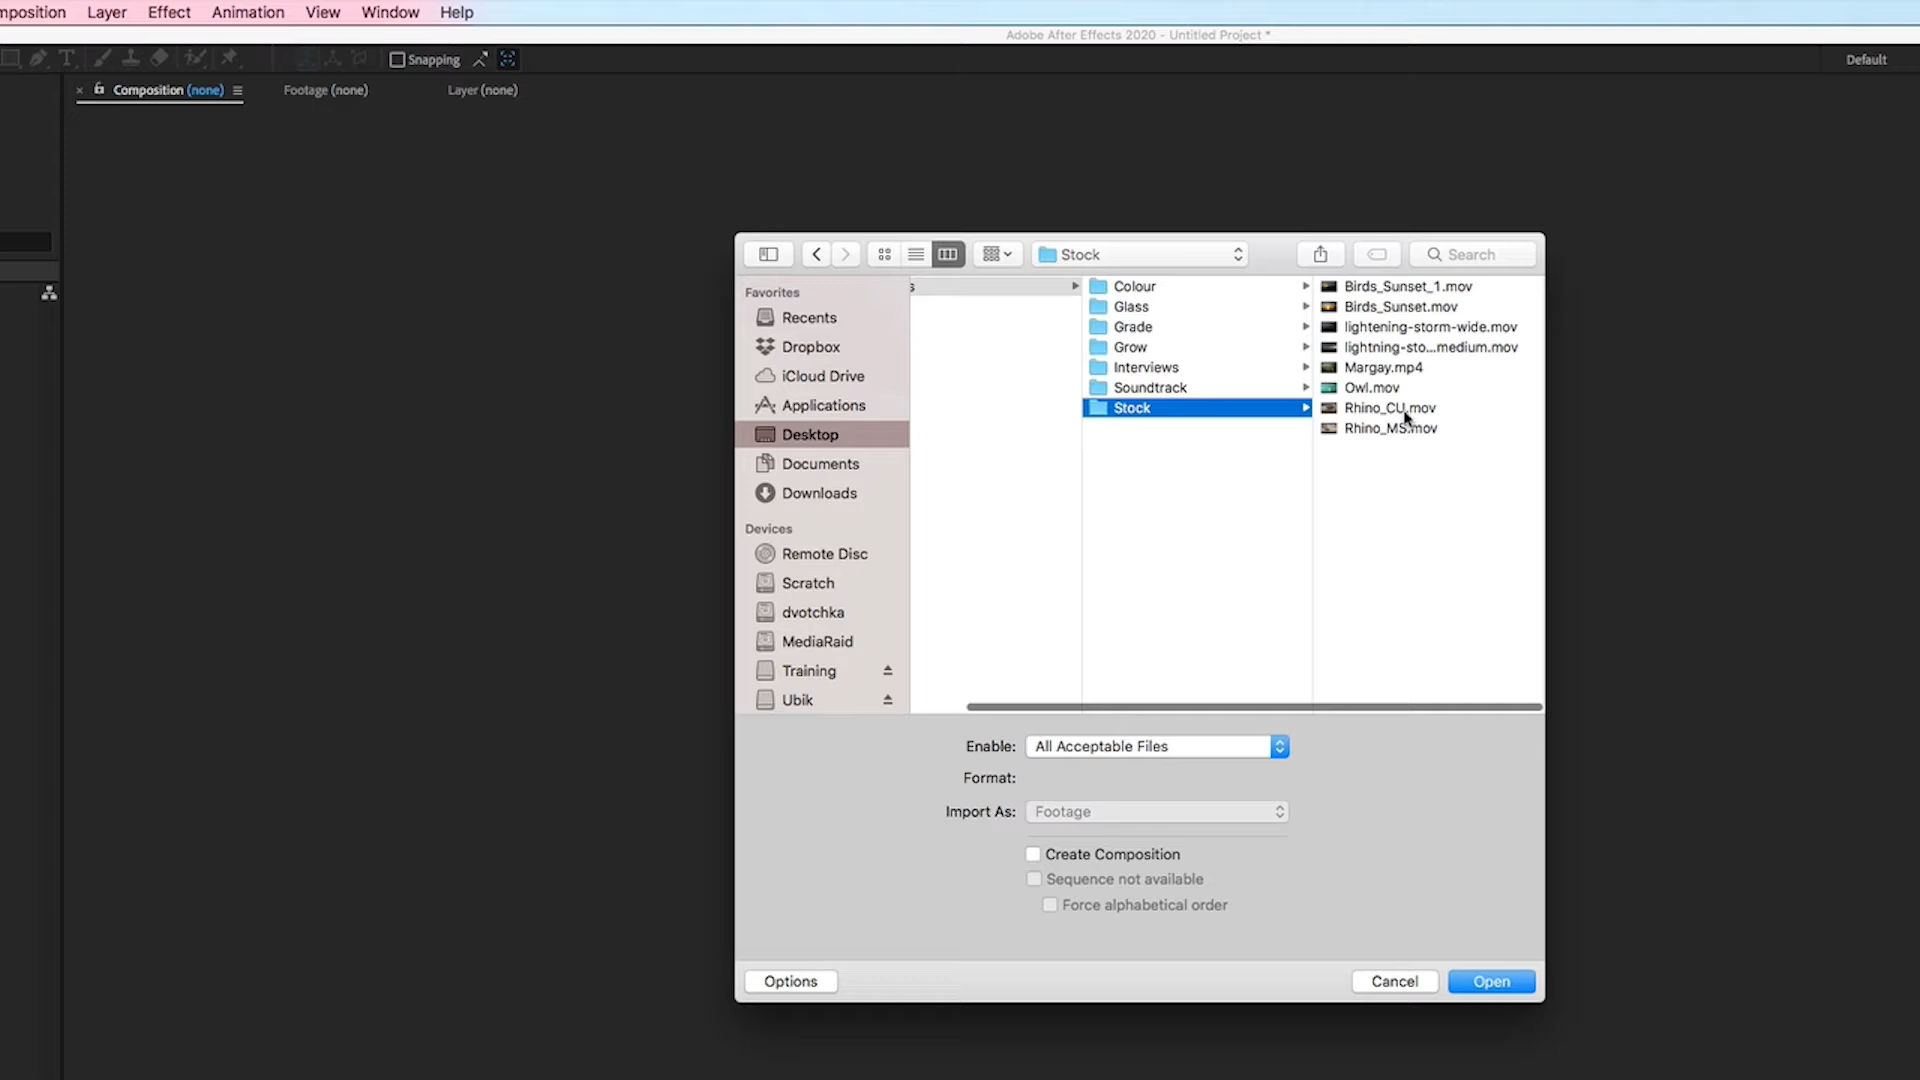 mposition Layer Effect Animation View Window Help
Adobe After Effects 2020 - Untitled Project *
Snapping
Default
Composition (none)
Footage (none)
Layer (none)
Stock
Search
Favorites
Recents
Dropbox
iCloud Drive
Applications
Desktop
Documents
Downloads
Devices
Remote Disc
Scratch
dvotchka
MediaRaid
Training
Ubik
s
Colour
Glass
Grade
Grow
Interviews
Soundtrack
Stock
Birds_Sunset_1.mov
Birds_Sunset.mov
lightening-storm-wide.mov
lightning-sto...medium.mov
Margay.mp4
Owl.mov
Rhino_CU.mov
Rhino_MS.mov
Enable: All Acceptable Files
Format:
Import As: Footage
Create Composition
Sequence not available
Force alphabetical order
Options
Cancel
Open